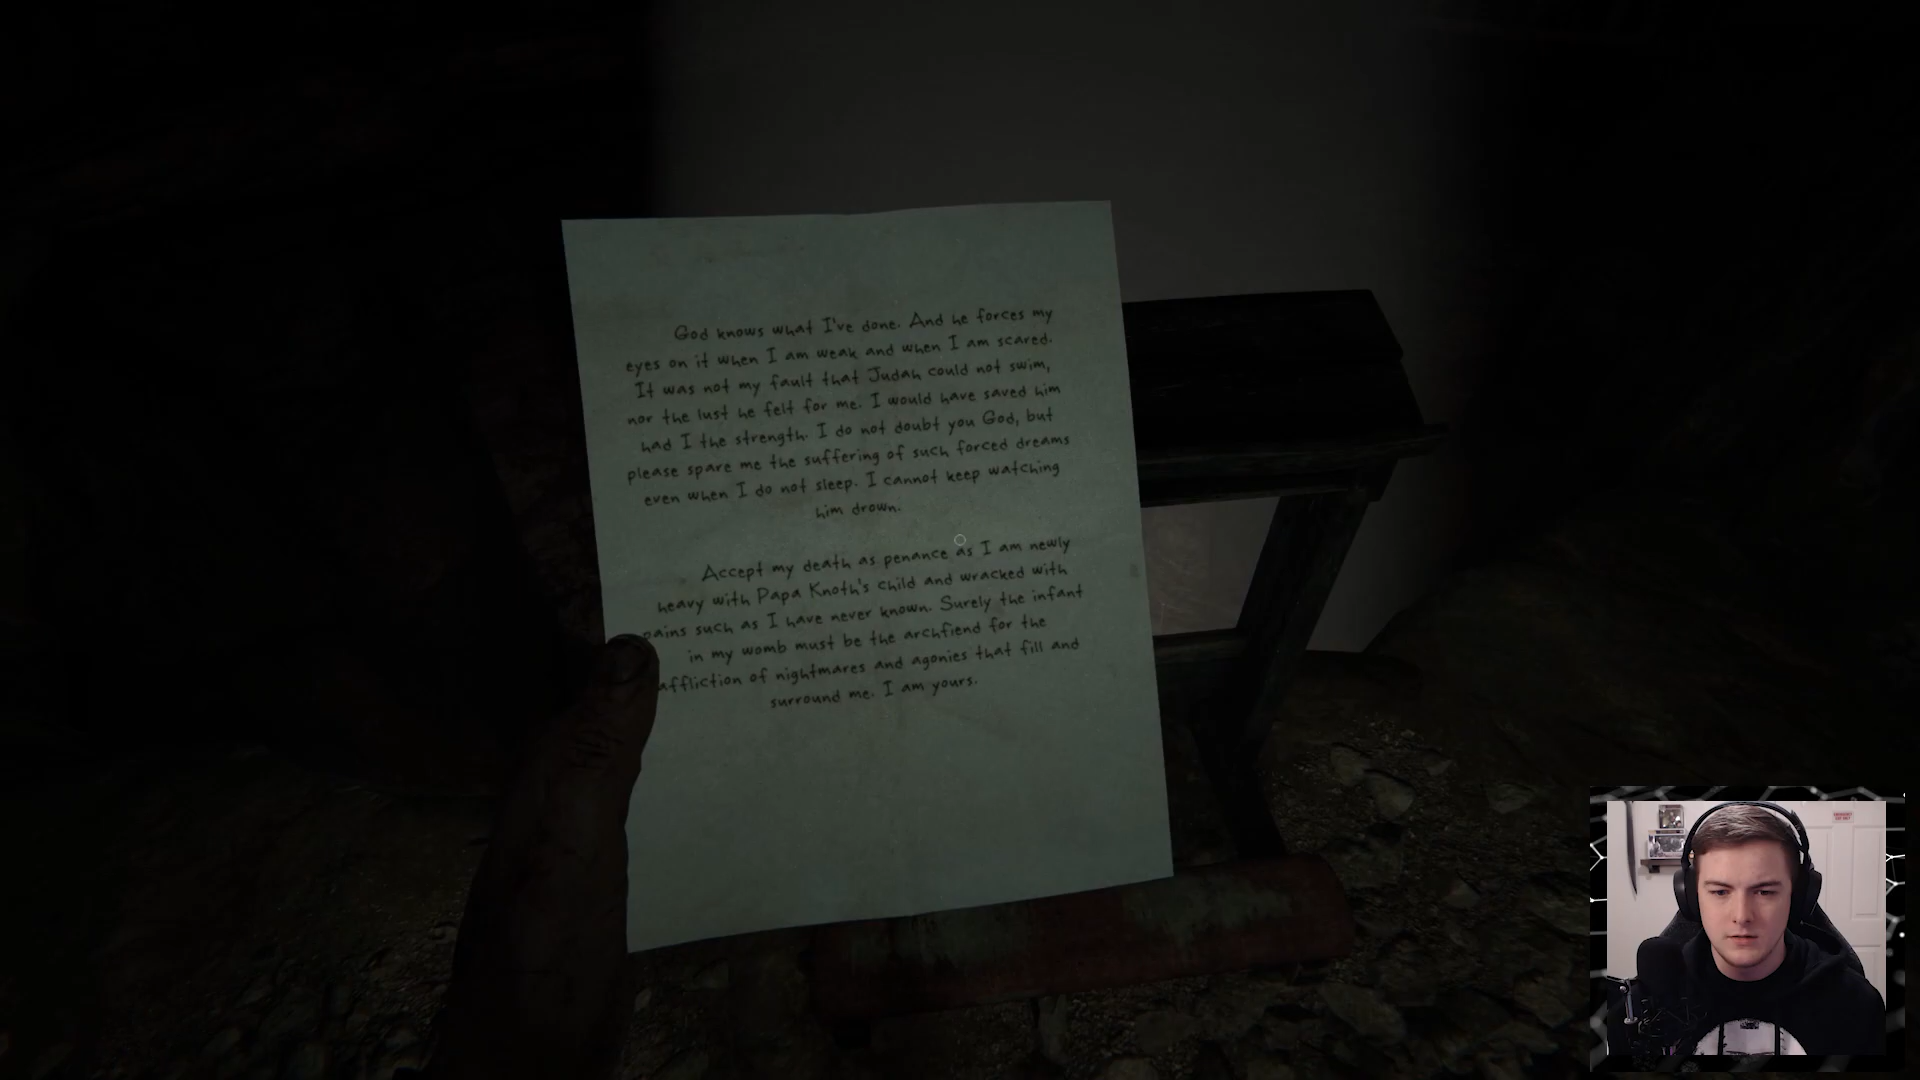 God knows what I've done. And he forces my
eyes on it when I am weak and when I am scared.
It was not my fault that Judah could not swim,
nor the lust he felt for me. I would have saved him
had I the strength. I do not doubt you God, but
please spare me the suffering of such forced dreams
even when I do not sleep. I cannot keep watching
him drown.
Accept my death as penance as I am newly
heavy with Papa Knoth's child and wracked with
pains such as I have never known. Surely the infant
in my womb must be the archfiend for the
affliction of nightmares and agonies that fill and
surround me. I am yours.